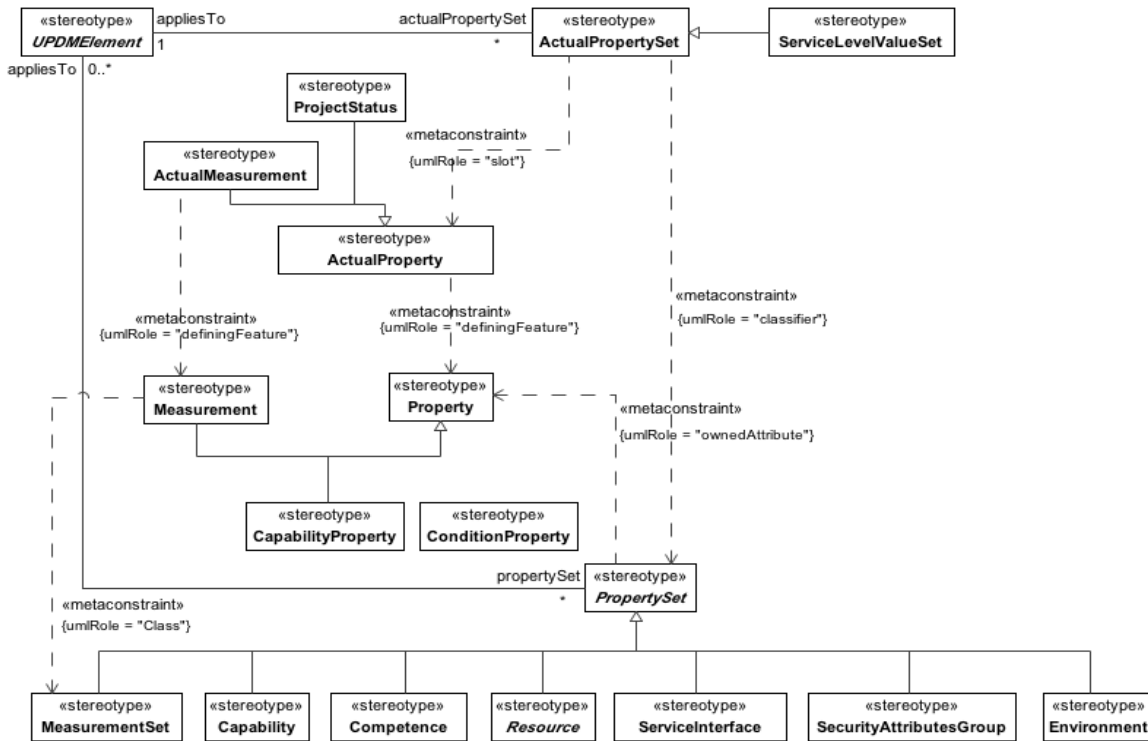 «stereotype»
UPDMElement
appliesTo
1
actualPropertySet
*
«stereotype»
ActualPropertySet
«stereotype»
ServiceLevelValueSet
appliesTo
0..*
«stereotype»
ProjectStatus
«metaconstraint»
{umlRole = "slot"}
«stereotype»
ActualMeasurement
«stereotype»
ActualProperty
«metaconstraint»
{umlRole = "definingFeature"}
«metaconstraint»
{umlRole = "definingFeature"}
«metaconstraint»
{umlRole = "classifier"}
«stereotype»
Measurement
«stereotype»
Property
«metaconstraint»
{umlRole = "ownedAttribute"}
«stereotype»
CapabilityProperty
«stereotype»
ConditionProperty
propertySet
*
«stereotype»
PropertySet
«metaconstraint»
{umlRole = "Class"}
«stereotype»
MeasurementSet
«stereotype»
Capability
«stereotype»
Competence
«stereotype»
Resource
«stereotype»
ServiceInterface
«stereotype»
SecurityAttributesGroup
«stereotype»
Environment